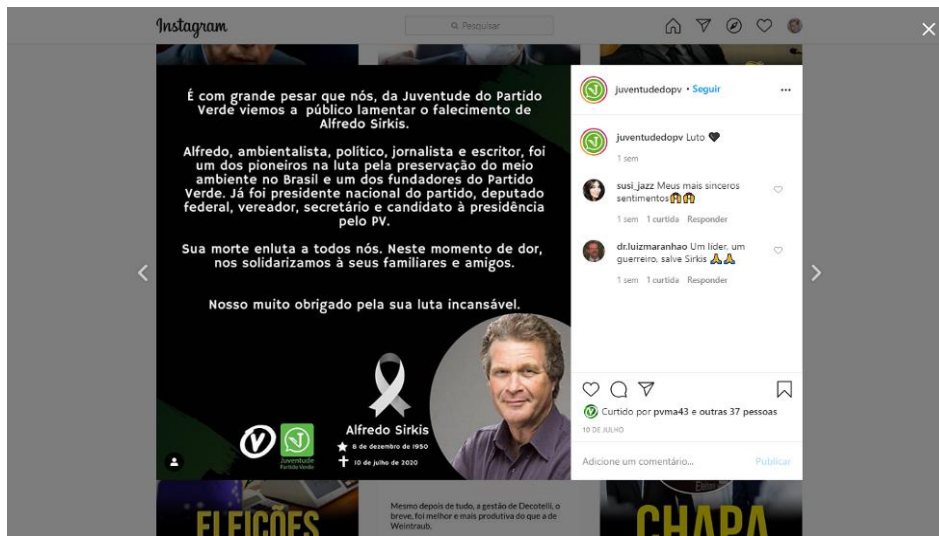 Instagram
Pesquisar
É com grande pesar que nós, da Juventude do Partido
Verde viemos a público lamentar o falecimento de
Alfredo Sirkis.
Alfredo, ambientalista, político, jornalista e escritor, foi
um dos pioneiros na luta pela preservação do meio
ambiente no Brasil e um dos fundadores do Partido
Verde. Já foi presidente nacional do partido, deputado
federal, vereador, secretário e candidato à presidência
pelo PV.
Sua morte enluta a todos nós. Neste momento de dor,
nos solidarizamos à seus familiares e amigos.
Nosso muito obrigado pela sua luta incansável.
Alfredo Sirkis
8 de dezembro de 1950
10 de julho de 2020
Juventude
Partido Verde
juventudedopv • Seguir
juventudedopv Luto 🖤
1 sem
susi_jazz Meus mais sinceros
sentimentos🙌🙌
1 sem 1 curtida Responder
dr.luizmaranhao Um líder, um
guerreiro, salve Sirkis 🙏🙏
1 sem 1 curtida Responder
Curtido por pvma43 e outras 37 pessoas
10 DE JULHO
Adicione um comentário... Publicar
ELEIÇÕES
Mesmo depois de tudo, a gestão de Decotelli, o
breve, foi melhor e mais produtiva do que a de
Weintraub.
CHAPA